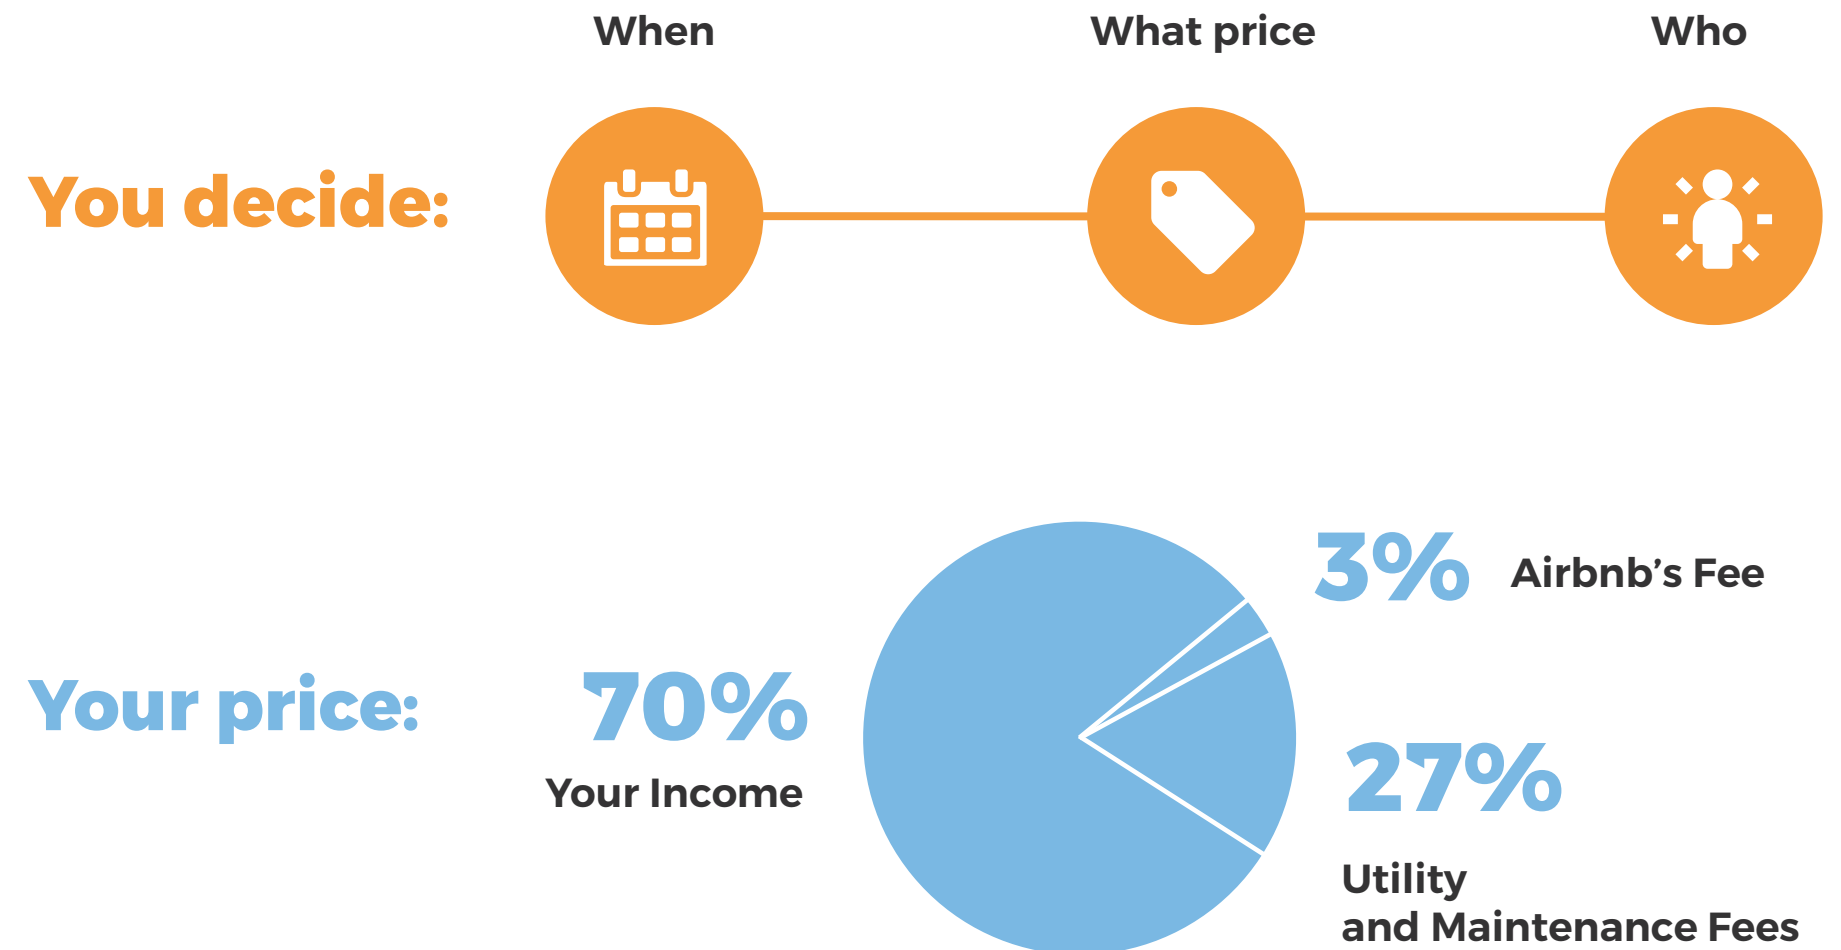 When
What price
Who
You decide:
3%
Airbnb’s Fee
Your price:
70%
Your Income
27%
Utility
and Maintenance Fees